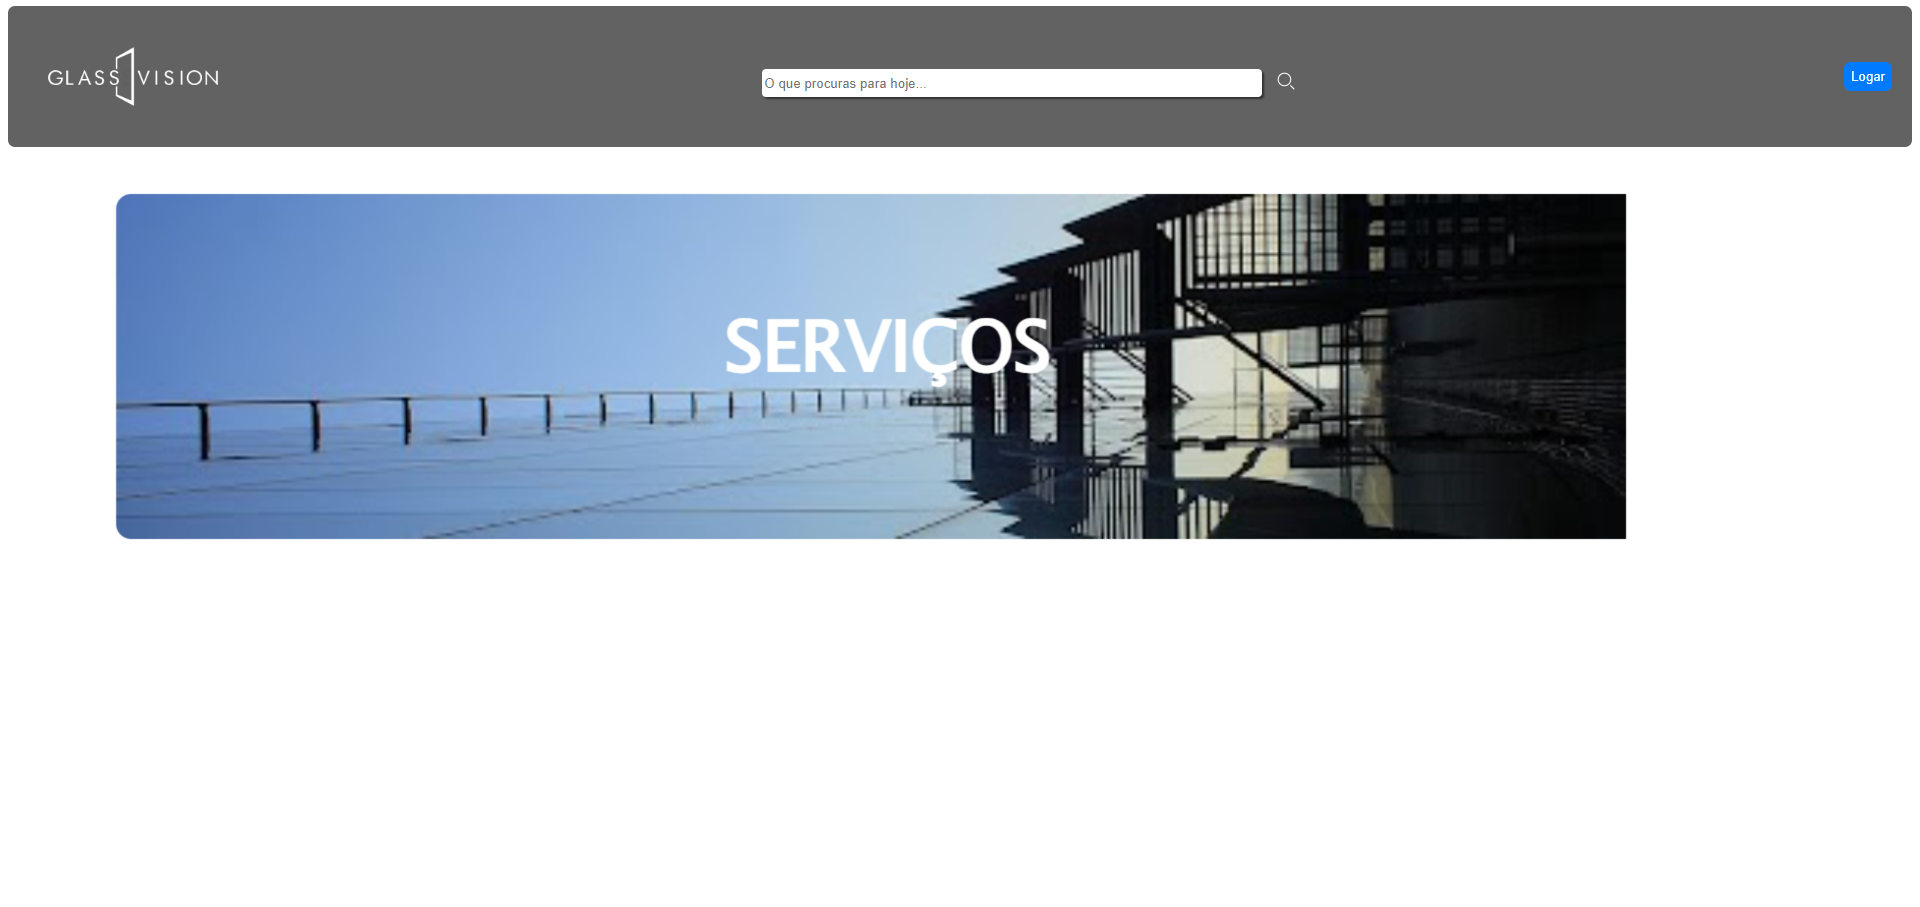 GLASS VISION
O que procuras para hoje...
Logar
SERVIÇOS